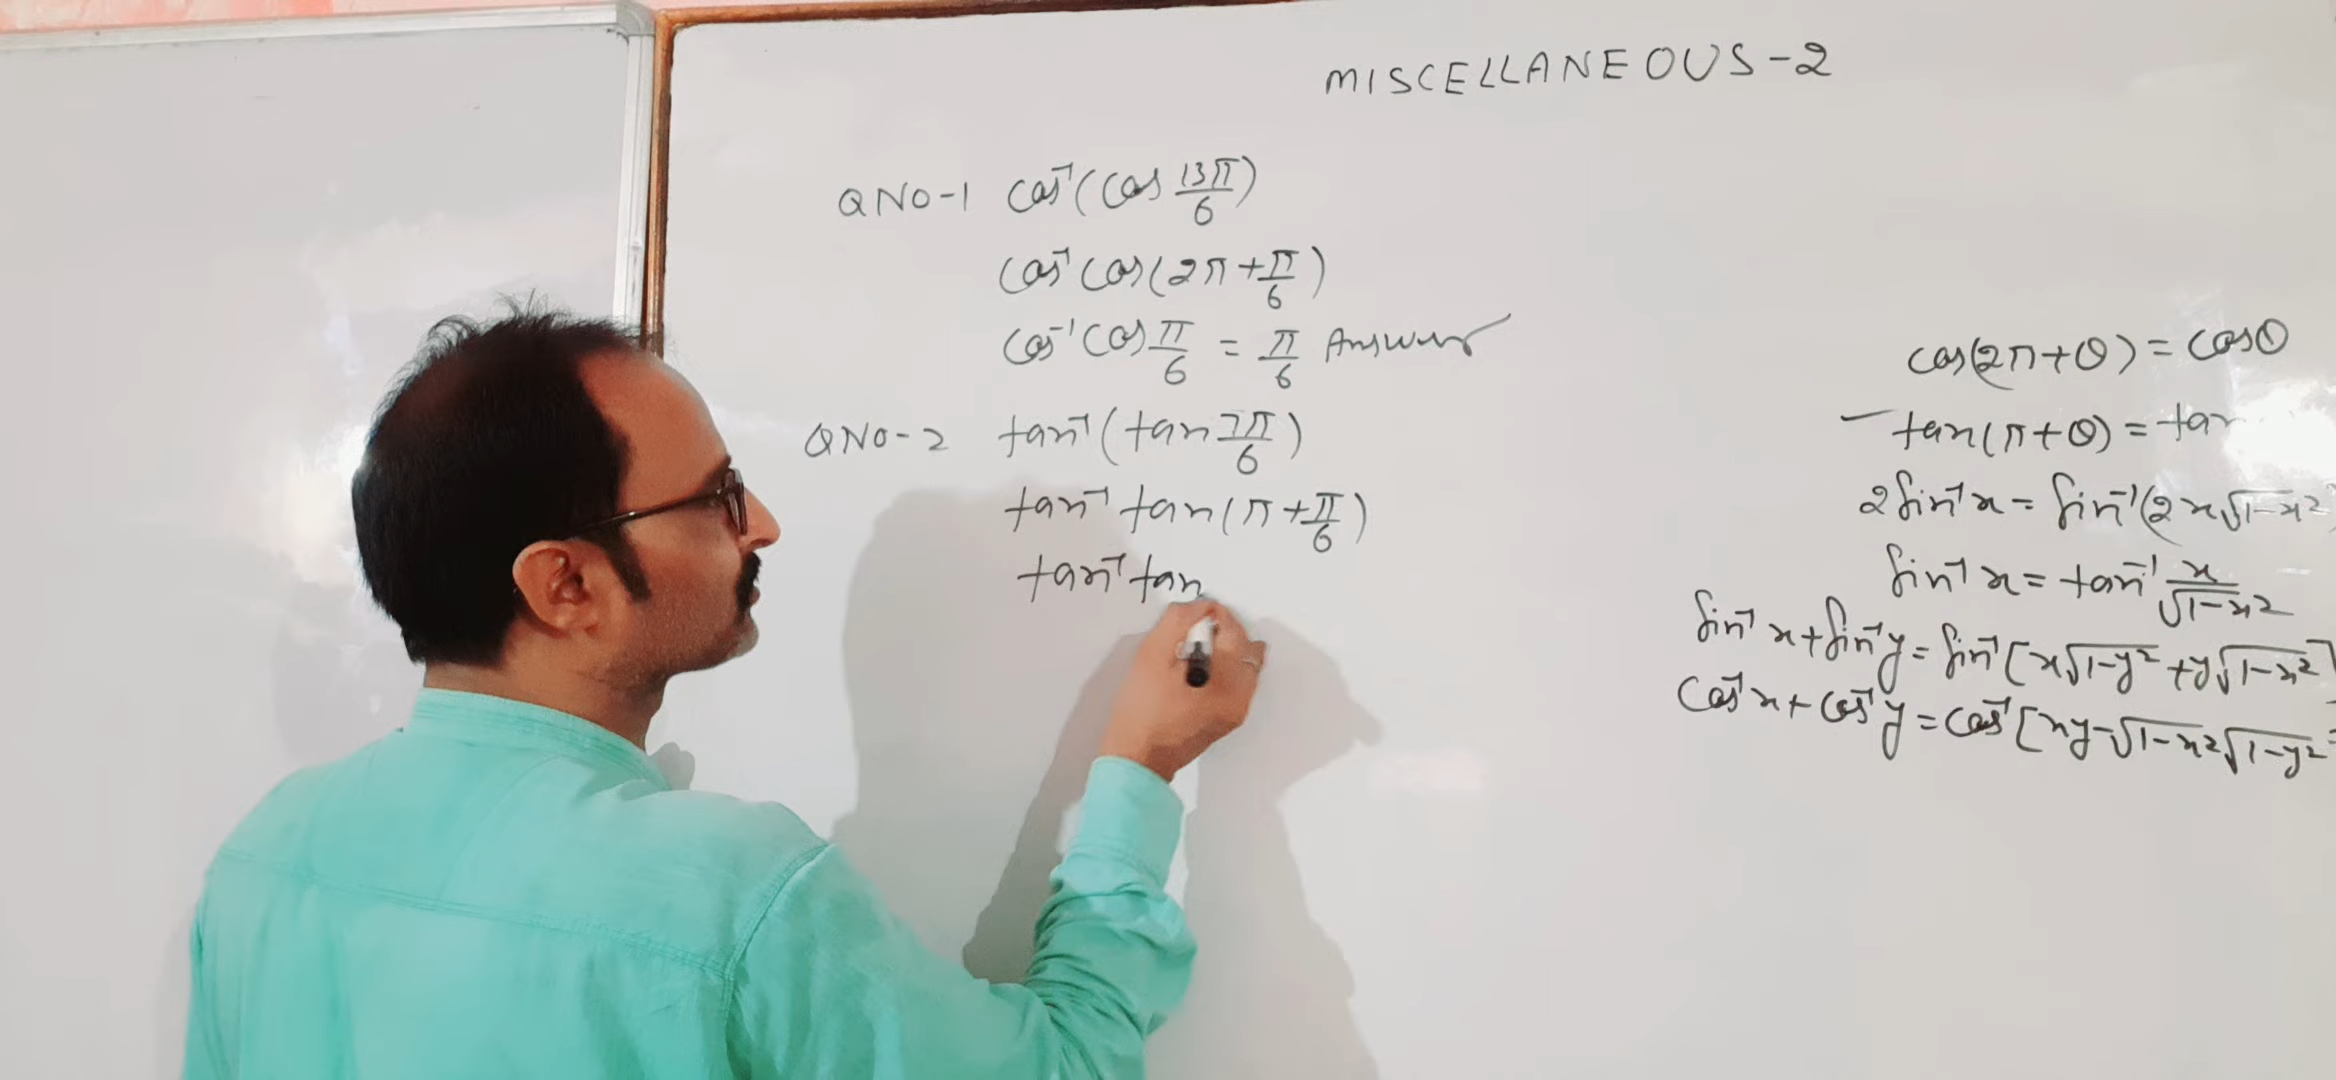 MISCELLANEOUS-2
QNO-1 cos⁻¹(cos 13π/6)
cos⁻¹ cos(2π + π/6)
cos⁻¹ cos π/6 = π/6 Answer
QNO-2 tan⁻¹(tan 7π/6)
tan⁻¹ tan(π + π/6)
tan⁻¹ tan
cos(2π+θ) = cosθ
tan(π+θ) = tan
2 sin⁻¹x = sin⁻¹(2x√1-x²)
sin⁻¹x = tan⁻¹ x/√1-x²
sin⁻¹x + sin⁻¹y = sin⁻¹[x√1-y² + y√1-x²]
cos⁻¹x + cos⁻¹y = cos⁻¹[xy-√1-x²√1-y²]